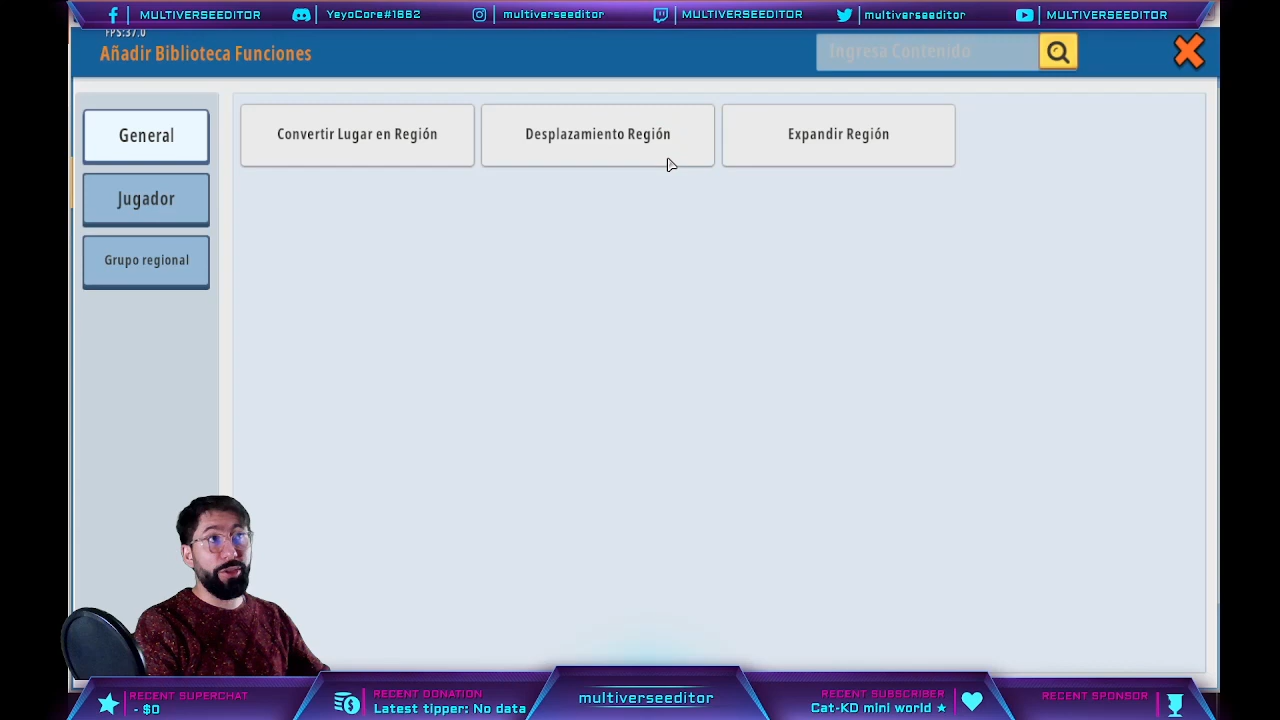 MULTIVERSEEDITOR
YeyoCore#1682
multiverseeditor
MULTIVERSEEDITOR
multiverseeditor
MULTIVERSEEDITOR
FPS:37.0
Añadir Biblioteca Funciones
Ingresa Contenido
General
Jugador
Grupo regional
Convertir Lugar en Región
Desplazamiento Región
Expandir Región
RECENT SUPERCHAT
- $0
RECENT DONATION
Latest tipper: No data
multiverseeditor
RECENT SUBSCRIBER
Cat-KD mini world ★
RECENT SPONSOR